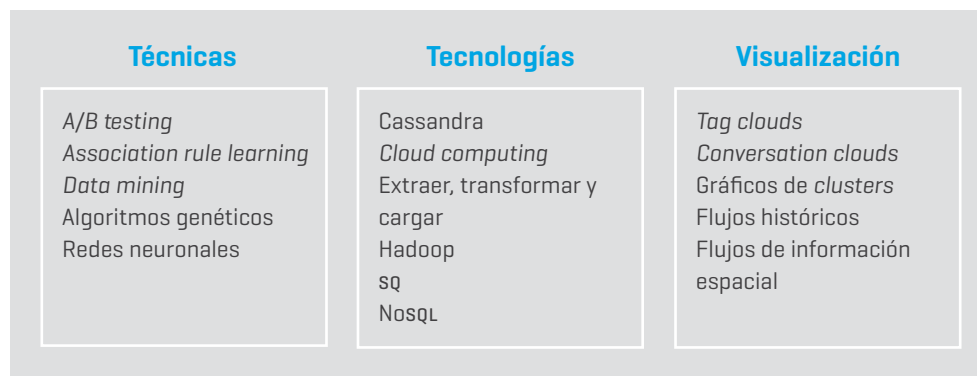 Técnicas
A/B testing
Association rule learning
Data mining
Algoritmos genéticos
Redes neuronales
Tecnologías
Cassandra
Cloud computing
Extraer, transformar y
cargar
Hadoop
SQ
NoSQL
Visualización
Tag clouds
Conversation clouds
Gráficos de clusters
Flujos históricos
Flujos de información
espacial